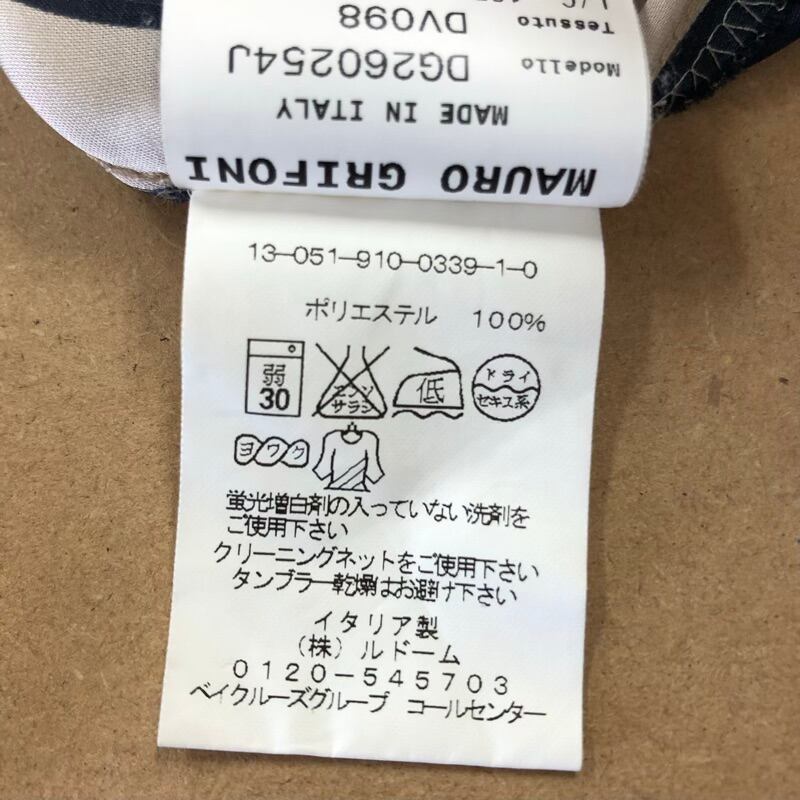 MAURO GRIFONI
MADE IN ITALY
Modello DG260254J
Tessuto DV098
13-051-910-0339-1-0
ポリエステル 100%
弱
30
エンソ
サラシ
低
ドライ
セキユ系
ヨワク
蛍光増白剤の入っていない洗剤を
ご使用下さい
クリーニングネットをご使用下さい
タンブラー乾燥はお避け下さい
イタリア製
(株)ルドーム
0120-545703
ベイクルーズグループ コールセンター